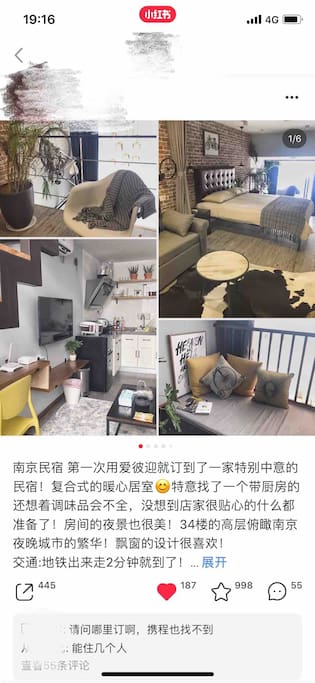 19:16
小红书
4G
1/6
南京民宿 第一次用爱彼迎就订到了一家特别中意的
民宿！复合式的暖心居室😊特意找了一个带厨房的
还想着调味品会不全，没想到店家很贴心的什么都
准备了！房间的夜景也很美！34楼的高层俯瞰南京
夜晚城市的繁华！飘窗的设计很喜欢！
交通:地铁出来走2分钟就到了！... 展开
445 187 998 55
: 请问哪里订啊，携程也找不到
: 能住几个人
查看55条评论